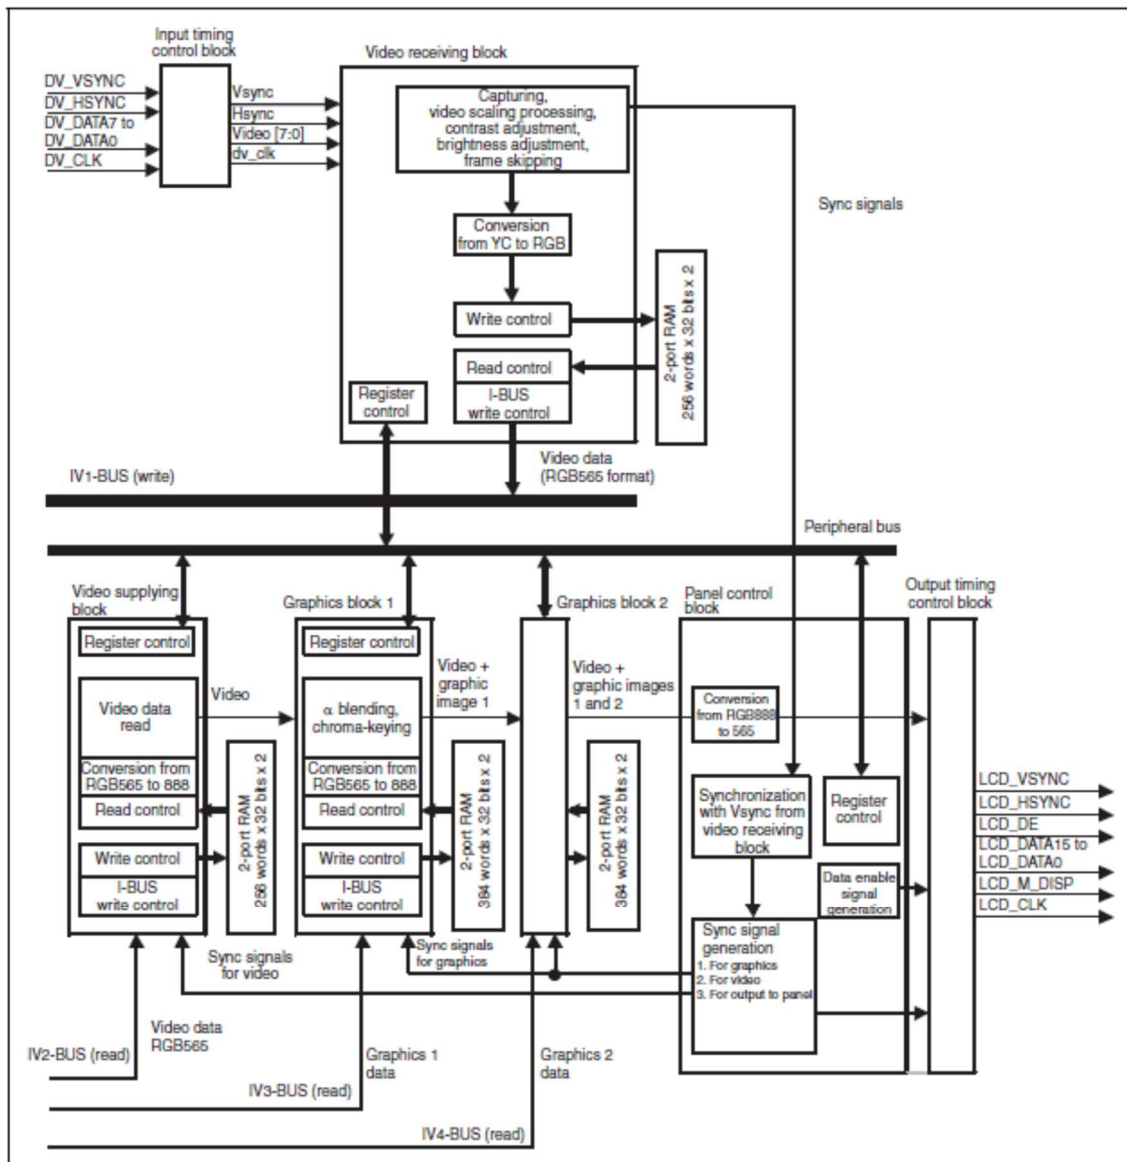 Input timing
control block
DV_VSYNC
DV_HSYNC
DV_DATA7 to
DV_DATA0
DV_CLK
Vsync
Hsync
Video [7:0]
dv_clk
Video receiving block
Capturing,
video scaling processing,
contrast adjustment,
brightness adjustment,
frame skipping
Sync signals
Conversion
from YC to RGB
Write control
Read control
I-BUS
write control
2-port RAM
256 words x 32 bits x 2
Register
control
Video data
(RGB565 format)
IV1-BUS (write)
Peripheral bus
Video supplying
block
Register control
Video data
read
Conversion from
RGB565 to 888
Read control
Write control
I-BUS
write control
Video
2-port RAM
256 words x 32 bits x 2
Graphics block 1
Register control
α blending,
chroma-keying
Conversion from
RGB565 to 888
Read control
Write control
I-BUS
write control
Video +
graphic
image 1
2-port RAM
384 words x 32 bits x 2
Graphics block 2
Video +
graphic images
1 and 2
2-port RAM
384 words x 32 bits x 2
Panel control
block
Conversion
from RGB888
to 565
Synchronization
with Vsync from
video receiving
block
Register
control
Data enable
signal
generation
Sync signal
generation
1. For graphics
2. For video
3. For output to panel
Output timing
control block
LCD_VSYNC
LCD_HSYNC
LCD_DE
LCD_DATA15 to
LCD_DATA0
LCD_M_DISP
LCD_CLK
Sync signals
for video
Sync signals
for graphics
Video data
RGB565
IV2-BUS (read)
Graphics 1
data
IV3-BUS (read)
Graphics 2
data
IV4-BUS (read)